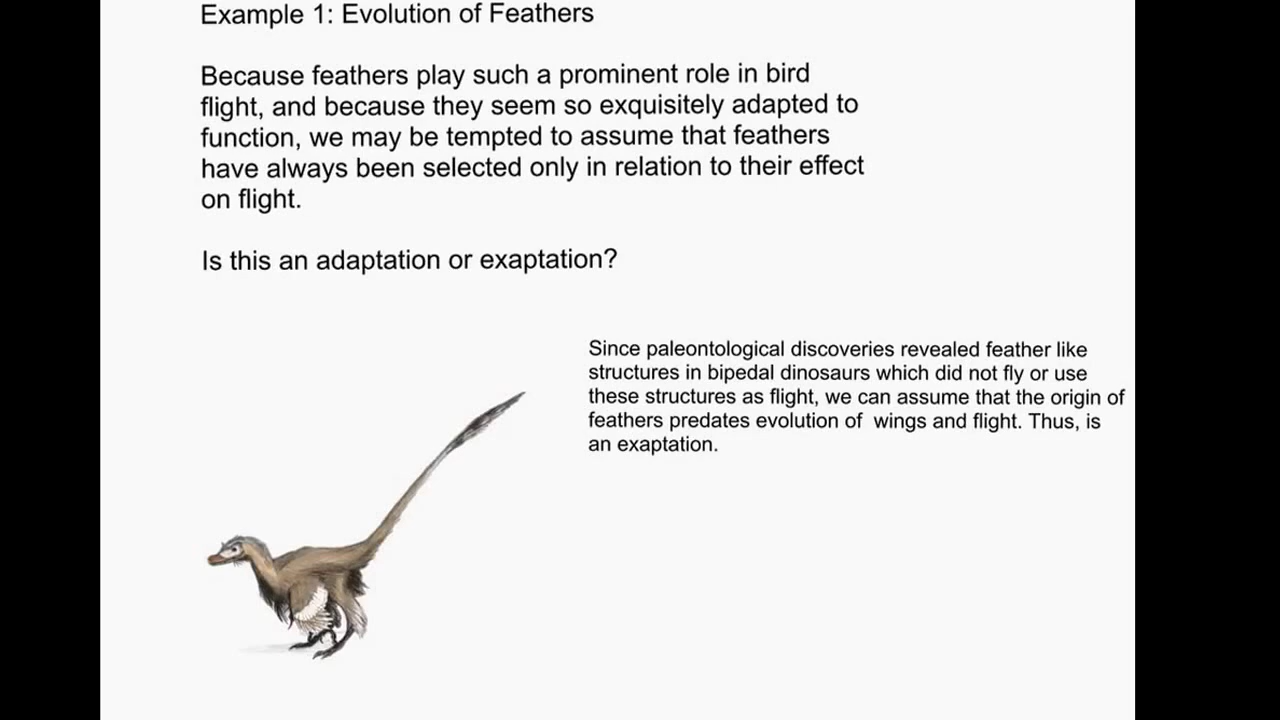 Example 1: Evolution of Feathers
Because feathers play such a prominent role in bird
flight, and because they seem so exquisitely adapted to
function, we may be tempted to assume that feathers
have always been selected only in relation to their effect
on flight.
Is this an adaptation or exaptation?
Since paleontological discoveries revealed feather like
structures in bipedal dinosaurs which did not fly or use
these structures as flight, we can assume that the origin of
feathers predates evolution of  wings and flight. Thus, is
an exaptation.